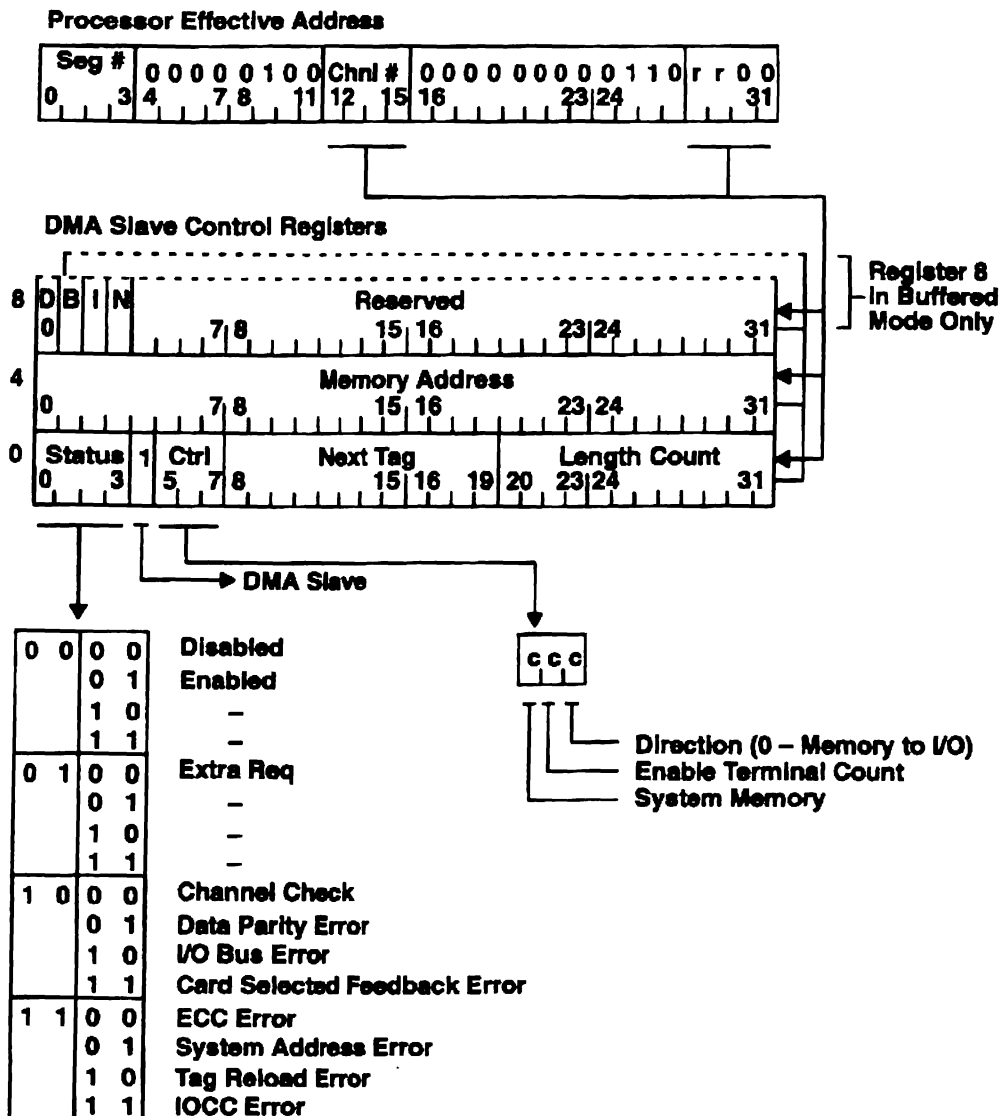 Processor Effective Address
Seg # 0 0 0 0 0 1 0 0 Chnl # 0 0 0 0 0 0 0 0 0 1 1 0 r r 0 0
0 3 4 7 8 11 12 15 16 23 24 31
DMA Slave Control Registers
8 D B I N Reserved
0 7 8 15 16 23 24 31
Register 8
in Buffered
Mode Only
4 Memory Address
0 7 8 15 16 23 24 31
0 Status 1 Ctrl Next Tag Length Count
0 3 5 7 8 15 16 19 20 23 24 31
DMA Slave
0 0 0 0 Disabled
0 1 Enabled
1 0 –
1 1 –
0 1 0 0 Extra Req
0 1 –
1 0 –
1 1 –
1 0 0 0 Channel Check
0 1 Data Parity Error
1 0 I/O Bus Error
1 1 Card Selected Feedback Error
1 1 0 0 ECC Error
0 1 System Address Error
1 0 Tag Reload Error
1 1 IOCC Error
c c c
Direction (0 – Memory to I/O)
Enable Terminal Count
System Memory